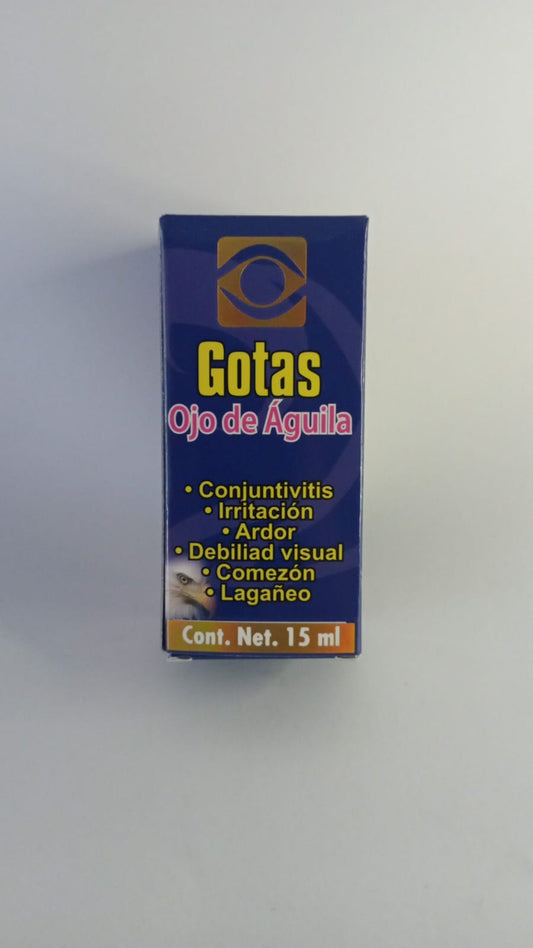 Gotas
Ojo de Águila
• Conjuntivitis
• Irritación
• Ardor
• Debiliad visual
• Comezón
• Lagañeo
Cont. Net. 15 ml